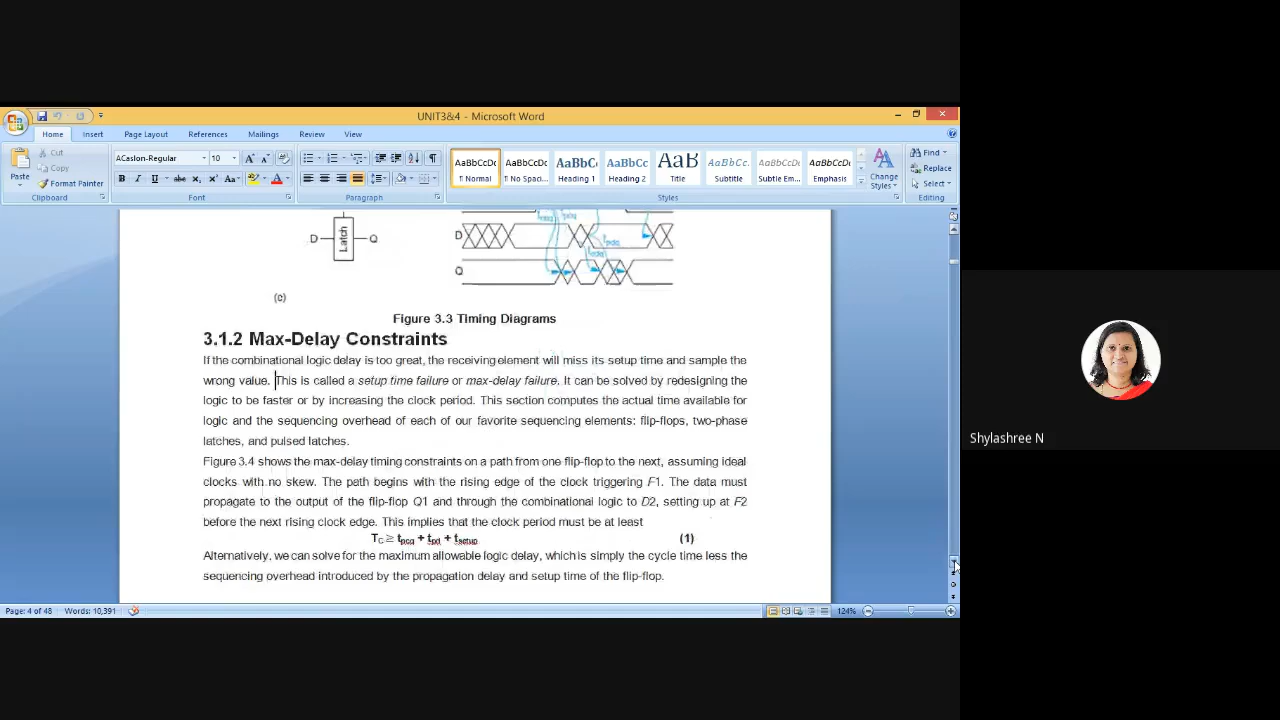 UNIT3&4 - Microsoft Word
Home Insert Page Layout References Mailings Review View
Paste
Cut
Copy
Format Painter
Clipboard
ACaslon-Regular 10
B I U abc x₂ x² Aa A
Font
Paragraph
AaBbCcDc AaBbCcDc AaBbC AaBbCc AaB AaBbCc. AaBbCcDc AaBbCcDc
¶ Normal ¶ No Spaci... Heading 1 Heading 2 Title Subtitle Subtle Em... Emphasis
Change Styles
Styles
Find
Replace
Select
Editing
D Latch Q
D
Q
(c)
Figure 3.3 Timing Diagrams
3.1.2 Max-Delay Constraints
If the combinational logic delay is too great, the receiving element will miss its setup time and sample the
wrong value. This is called a setup time failure or max-delay failure. It can be solved by redesigning the
logic to be faster or by increasing the clock period. This section computes the actual time available for
logic and the sequencing overhead of each of our favorite sequencing elements: flip-flops, two-phase
latches, and pulsed latches.
Figure 3.4 shows the max-delay timing constraints on a path from one flip-flop to the next, assuming ideal
clocks with no skew. The path begins with the rising edge of the clock triggering F1. The data must
propagate to the output of the flip-flop Q1 and through the combinational logic to D2, setting up at F2
before the next rising clock edge. This implies that the clock period must be at least
TC ≥ tpcq + tpd + tsetup (1)
Alternatively, we can solve for the maximum allowable logic delay, which is simply the cycle time less the
sequencing overhead introduced by the propagation delay and setup time of the flip-flop.
Page: 4 of 48 Words: 10,391 124%
Shylashree N